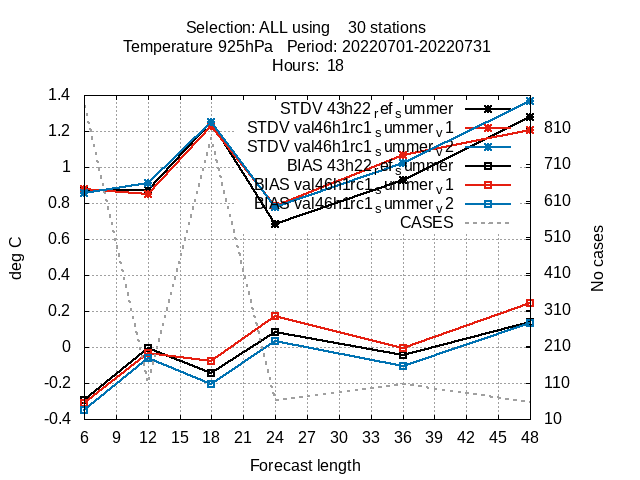 Selection: ALL using 30 stations
Temperature 925hPa Period: 20220701-20220731
Hours: 18
STDV 43h22_ref_summer
STDV val46h1rc1_summer_v1
STDV val46h1rc1_summer_v2
BIAS 43h22_ref_summer
BIAS val46h1rc1_summer_v1
BIAS val46h1rc1_summer_v2
CASES
1.4
1.2
1
0.8
0.6
0.4
0.2
0
-0.2
-0.4
deg C
810
710
610
510
410
310
210
110
10
No cases
6 9 12 15 18 21 24 27 30 33 36 39 42 45 48
Forecast length